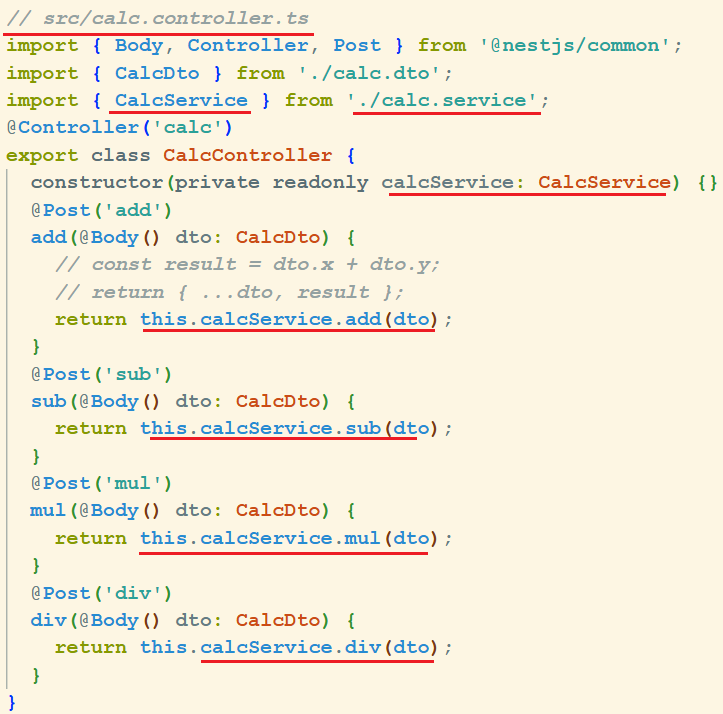 // src/calc.controller.ts
import { Body, Controller, Post } from '@nestjs/common';
import { CalcDto } from './calc.dto';
import { CalcService } from './calc.service';
@Controller('calc')
export class CalcController {
  constructor(private readonly calcService: CalcService) {}
  @Post('add')
  add(@Body() dto: CalcDto) {
    // const result = dto.x + dto.y;
    // return { ...dto, result };
    return this.calcService.add(dto);
  }
  @Post('sub')
  sub(@Body() dto: CalcDto) {
    return this.calcService.sub(dto);
  }
  @Post('mul')
  mul(@Body() dto: CalcDto) {
    return this.calcService.mul(dto);
  }
  @Post('div')
  div(@Body() dto: CalcDto) {
    return this.calcService.div(dto);
  }
}